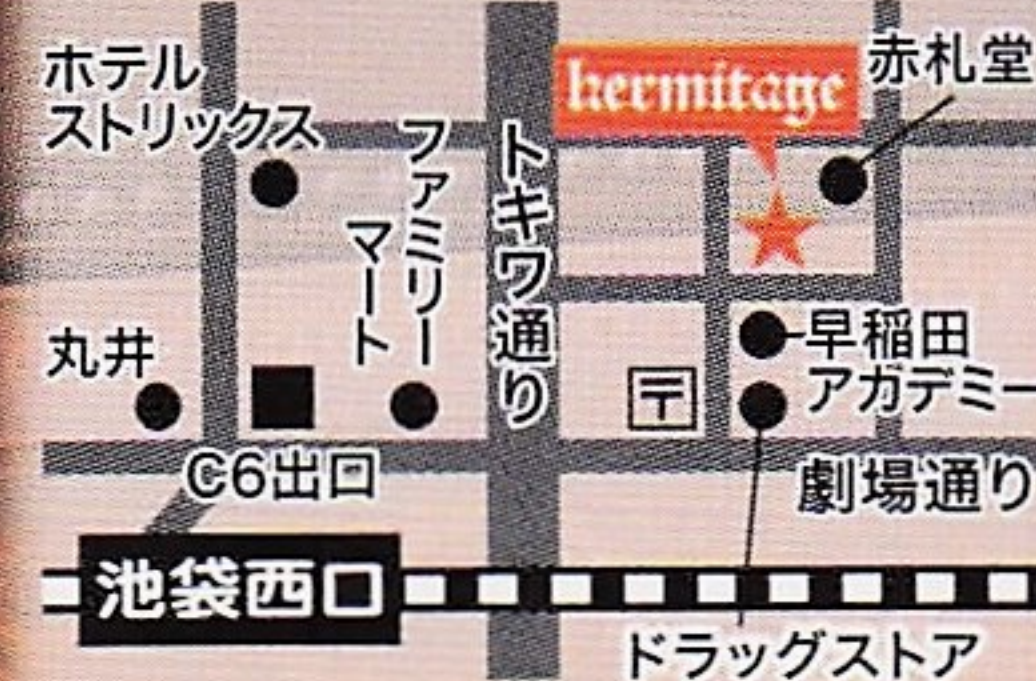 ホテル
ストリックス
ファミリー
マート
トキワ通り
hermitage
赤札堂
丸井
早稲田
アカデミー
〒
C6出口
劇場通り
池袋西口
ドラッグストア